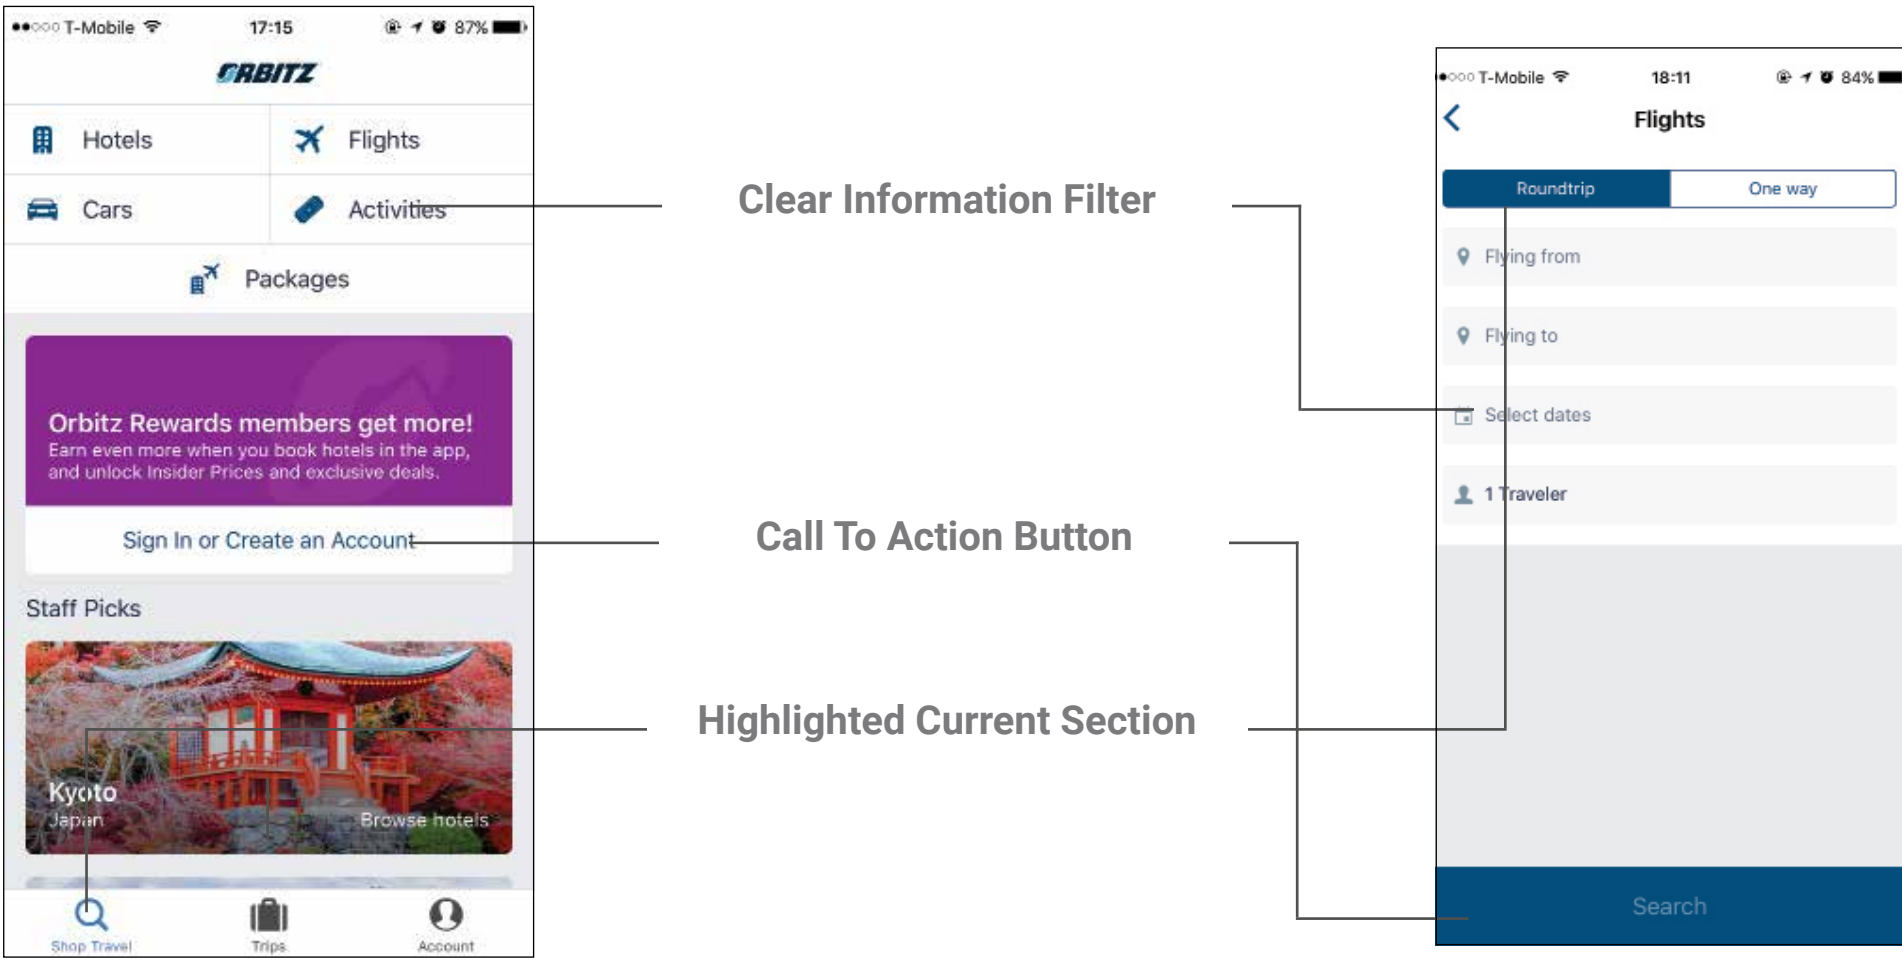 T-Mobile 17:15 87%
ORBITZ
Hotels
Flights
Cars
Activities
Packages
Orbitz Rewards members get more!
Earn even more when you book hotels in the app,
and unlock Insider Prices and exclusive deals.
Sign In or Create an Account
Staff Picks
Kyoto
Japan
Browse hotels
Shop Travel
Trips
Account
Clear Information Filter
Call To Action Button
Highlighted Current Section
T-Mobile 18:11 84%
Flights
Roundtrip
One way
Flying from
Flying to
Select dates
1 Traveler
Search